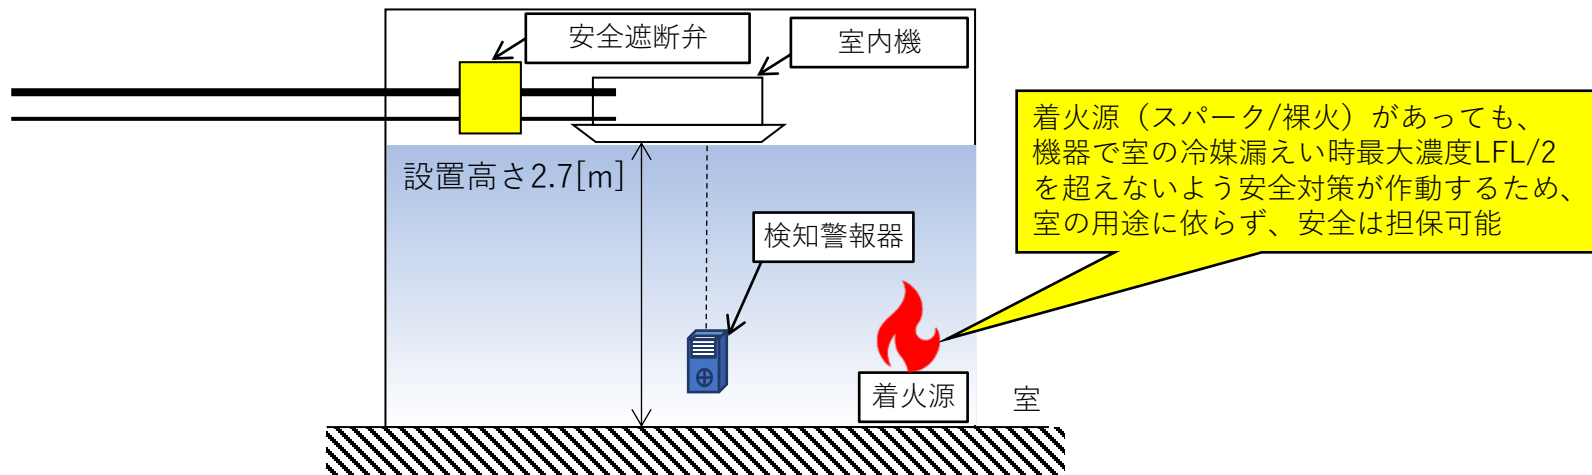 安全遮断弁
室内機
設置高さ2.7[m]
検知警報器
着火源
室
着火源（スパーク/裸火）があっても、
機器で室の冷媒漏えい時最大濃度LFL/2
を超えないよう安全対策が作動するため、
室の用途に依らず、安全は担保可能